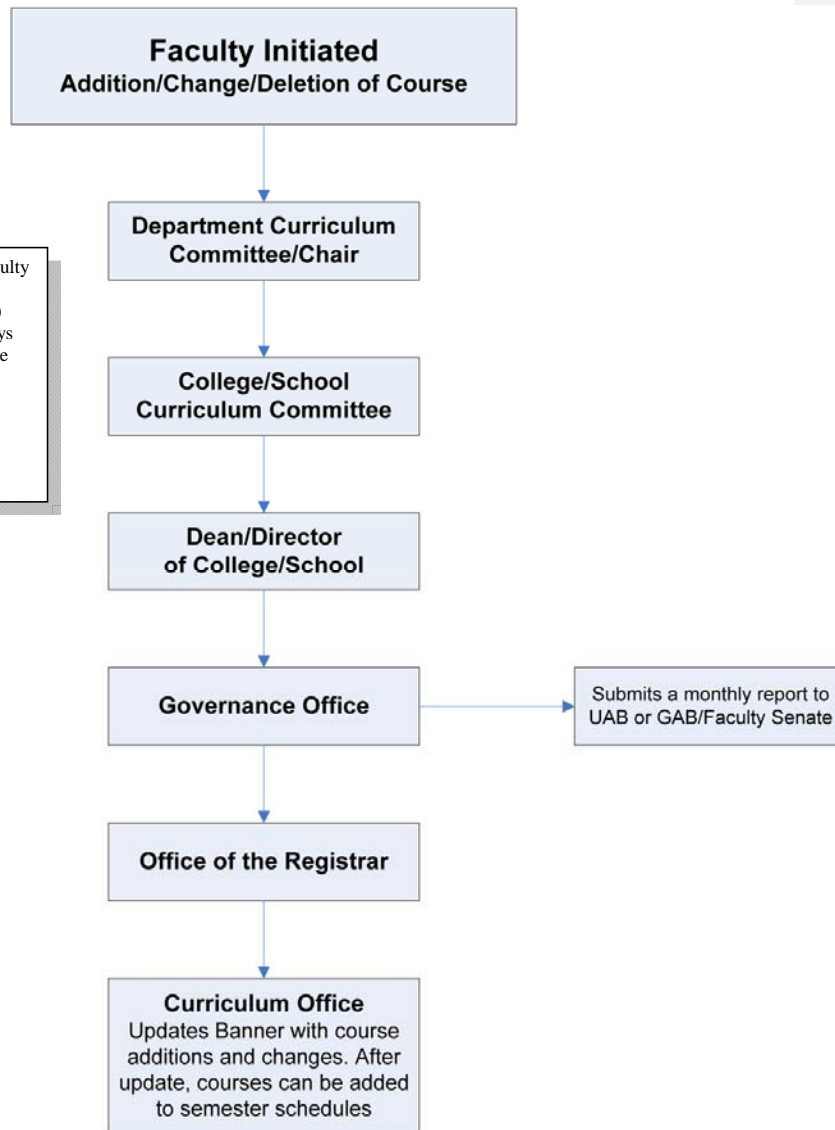 Faculty Initiated
Addition/Change/Deletion of Course
Department Curriculum
Committee/Chair
College/School
Curriculum Committee
Dean/Director
of College/School
Governance Office
Submits a monthly report to
UAB or GAB/Faculty Senate
Office of the Registrar
Curriculum Office
Updates Banner with course
additions and changes. After
update, courses can be added
to semester schedules